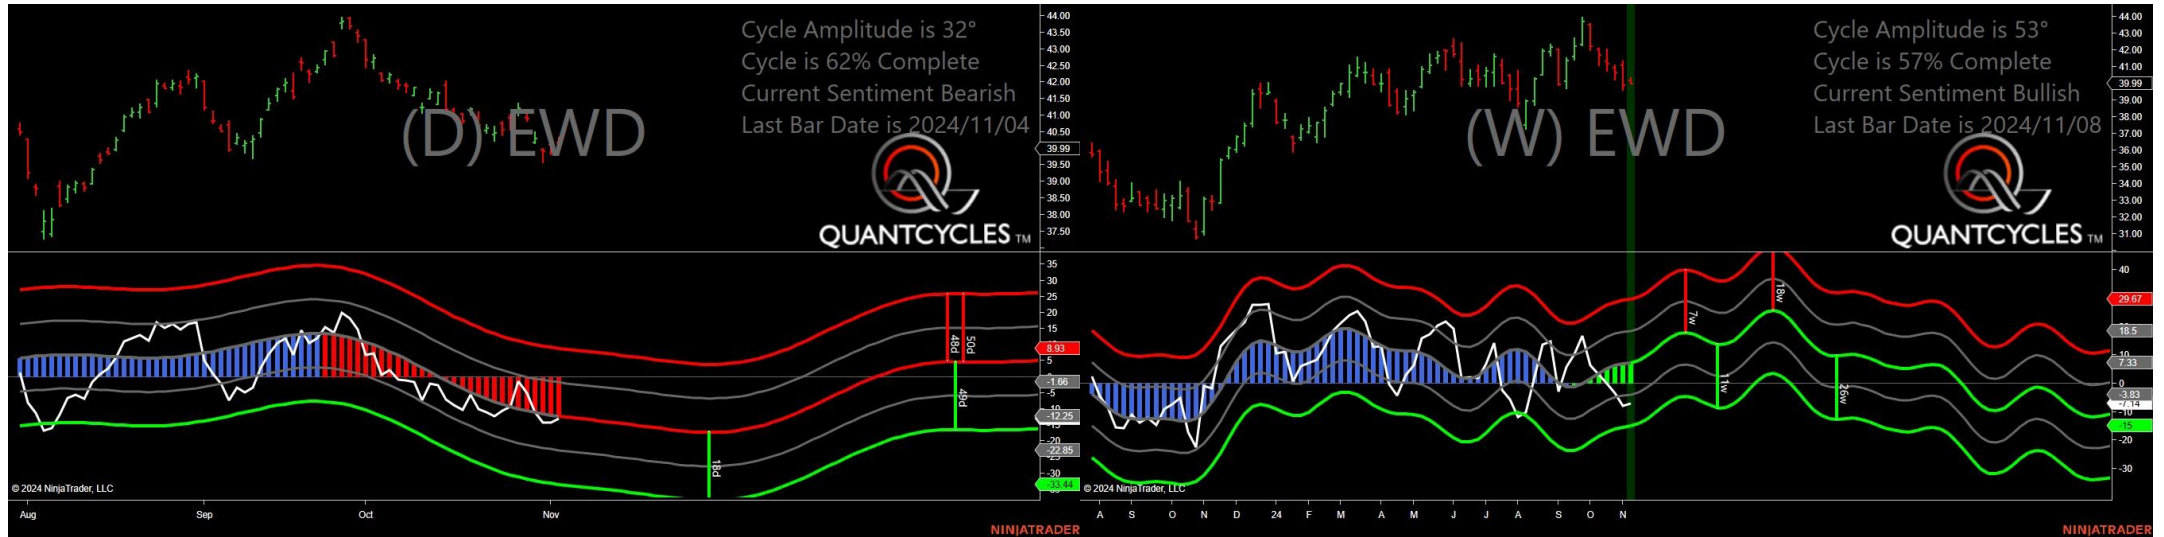 Cycle Amplitude is 32°
Cycle is 62% Complete
Current Sentiment Bearish
Last Bar Date is 2024/11/04
(D) EWD
QUANTCYCLES TM
44.00
43.50
43.00
42.50
42.00
41.50
41.00
40.50
39.99
39.50
39.00
38.50
38.00
37.50
35
30
25
20
15
8.93
5
-1.66
-12.25
-20
-22.85
-30
-33.44
48d
50d
49d
18d
© 2024 NinjaTrader, LLC
Aug
Sep
Oct
Nov
NINJATRADER
Cycle Amplitude is 53°
Cycle is 57% Complete
Current Sentiment Bullish
Last Bar Date is 2024/11/08
(W) EWD
QUANTCYCLES TM
44.00
43.00
42.00
41.00
39.99
39.00
38.00
37.00
36.00
35.00
34.00
33.00
32.00
31.00
40
29.67
18.5
10
7.33
0
-3.83
-7.14
-10
-15
-20
-30
7w
18w
11w
26w
© 2024 NinjaTrader, LLC
A S O N D 24 F M A M J J A S O N
NINJATRADER